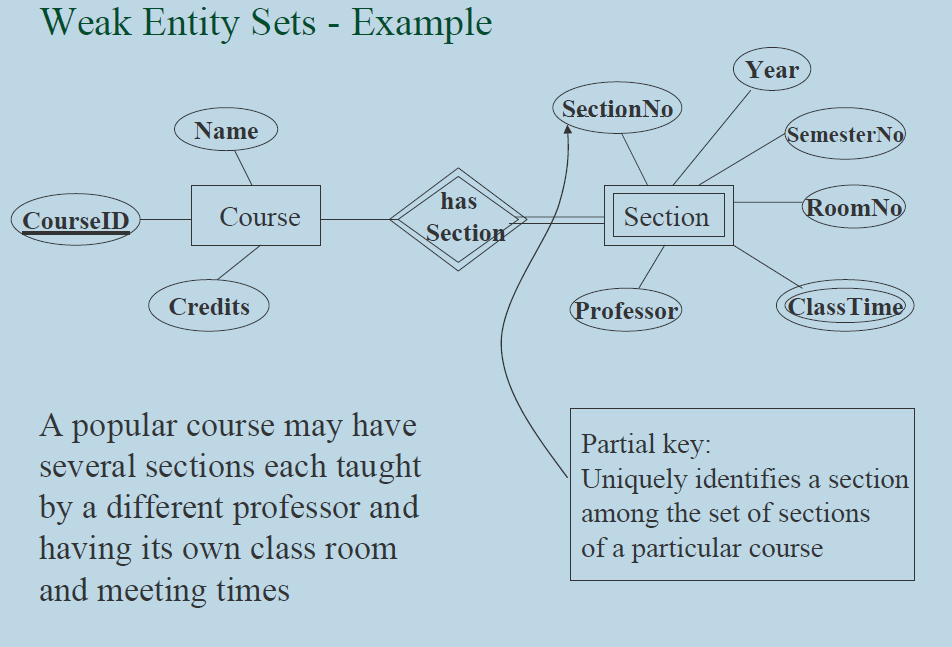 Weak Entity Sets - Example
Year
SectionNo
Name
SemesterNo
has
Section
CourseID
Course
Section
RoomNo
Credits
Professor
ClassTime
A popular course may have
several sections each taught
by a different professor and
having its own class room
and meeting times
Partial key:
Uniquely identifies a section
among the set of sections
of a particular course